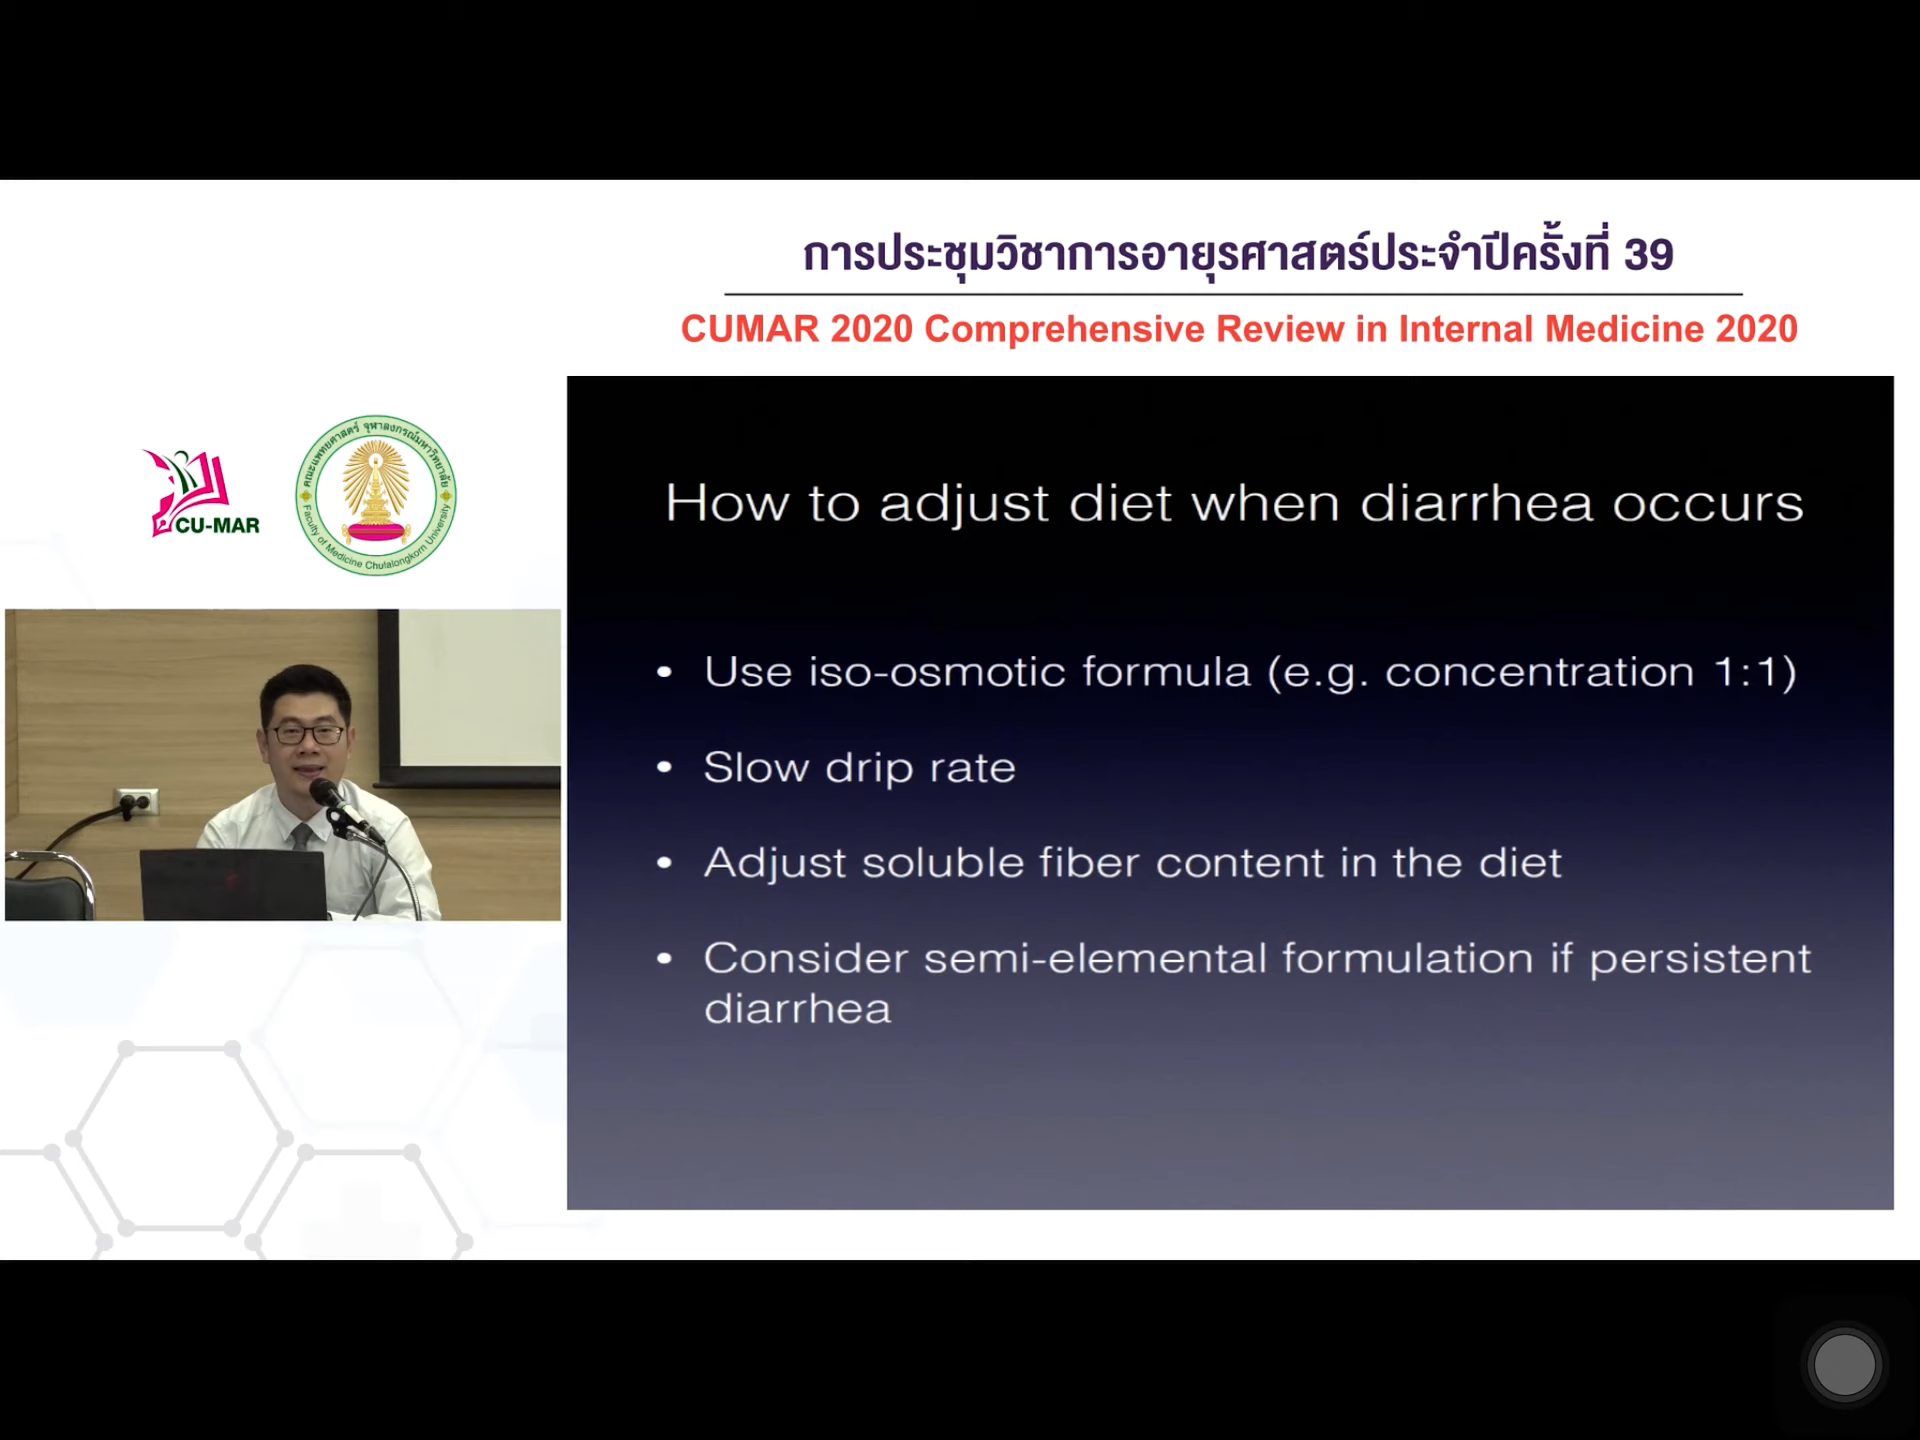 การประชุมวิชาการอายุรศาสตร์ประจำปีครั้งที่ 39
CUMAR 2020 Comprehensive Review in Internal Medicine 2020
CU-MAR
คณะแพทยศาสตร์ จุฬาลงกรณ์มหาวิทยาลัย
Faculty of Medicine Chulalongkorn University
How to adjust diet when diarrhea occurs
• Use iso-osmotic formula (e.g. concentration 1:1)
• Slow drip rate
• Adjust soluble fiber content in the diet
• Consider semi-elemental formulation if persistent
diarrhea